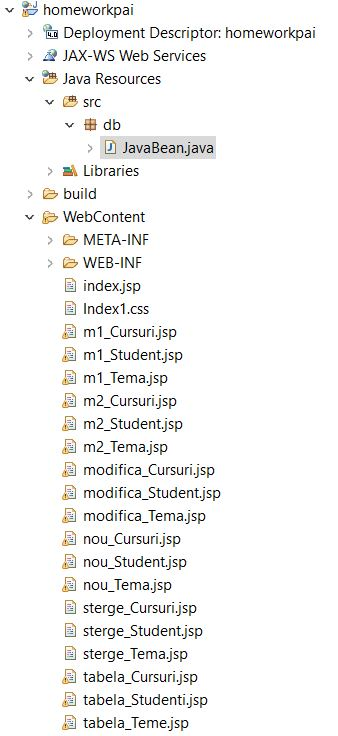 homeworkpai
Deployment Descriptor: homeworkpai
JAX-WS Web Services
Java Resources
src
db
JavaBean.java
Libraries
build
WebContent
META-INF
WEB-INF
index.jsp
Index1.css
m1_Cursuri.jsp
m1_Student.jsp
m1_Tema.jsp
m2_Cursuri.jsp
m2_Student.jsp
m2_Tema.jsp
modifica_Cursuri.jsp
modifica_Student.jsp
modifica_Tema.jsp
nou_Cursuri.jsp
nou_Student.jsp
nou_Tema.jsp
sterge_Cursuri.jsp
sterge_Student.jsp
sterge_Tema.jsp
tabela_Cursuri.jsp
tabela_Studenti.jsp
tabela_Teme.jsp